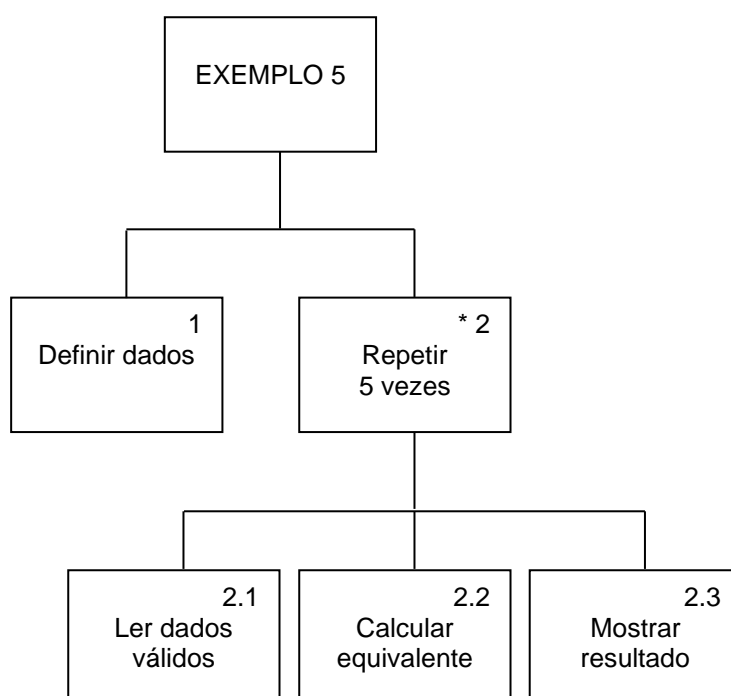 EXEMPLO 5
1
Definir dados
* 2
Repetir
5 vezes
2.1
Ler dados
válidos
2.2
Calcular
equivalente
2.3
Mostrar
resultado